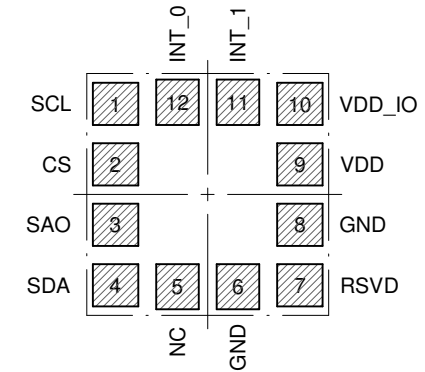 INT_0
INT_1
SCL 1 12 11 10 VDD_IO
CS 2 9 VDD
SAO 3 8 GND
SDA 4 5 6 7 RSVD
NC
GND